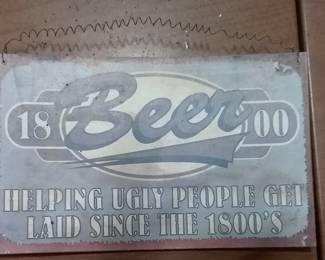 18 Beer 00
HELPING UGLY PEOPLE GET
LAID SINCE THE 1800'S